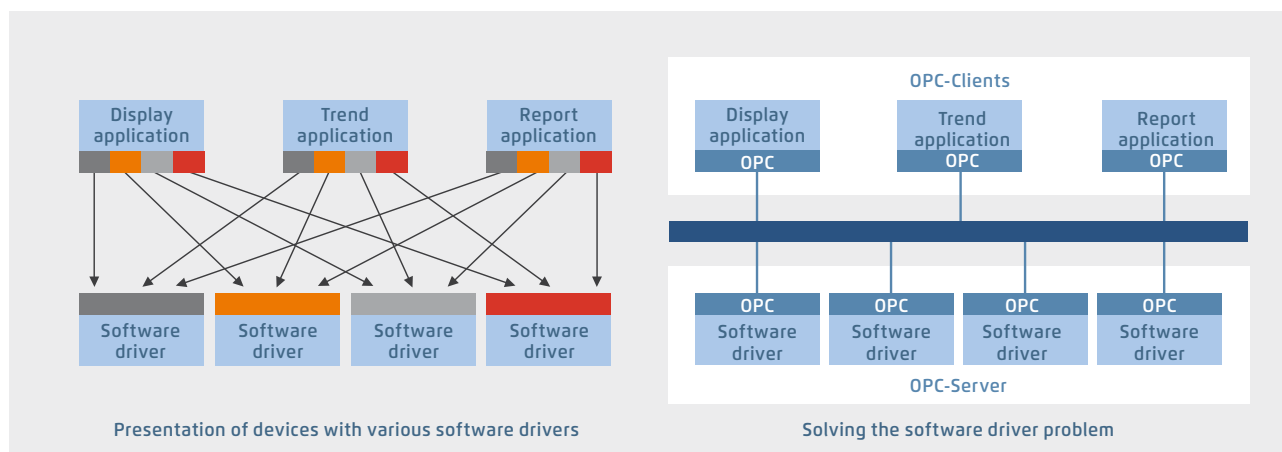 Display
application
Trend
application
Report
application
Software
driver
Software
driver
Software
driver
Software
driver
Presentation of devices with various software drivers
OPC-Clients
Display
application
OPC
Trend
application
OPC
Report
application
OPC
OPC
Software
driver
OPC
Software
driver
OPC
Software
driver
OPC
Software
driver
OPC-Server
Solving the software driver problem